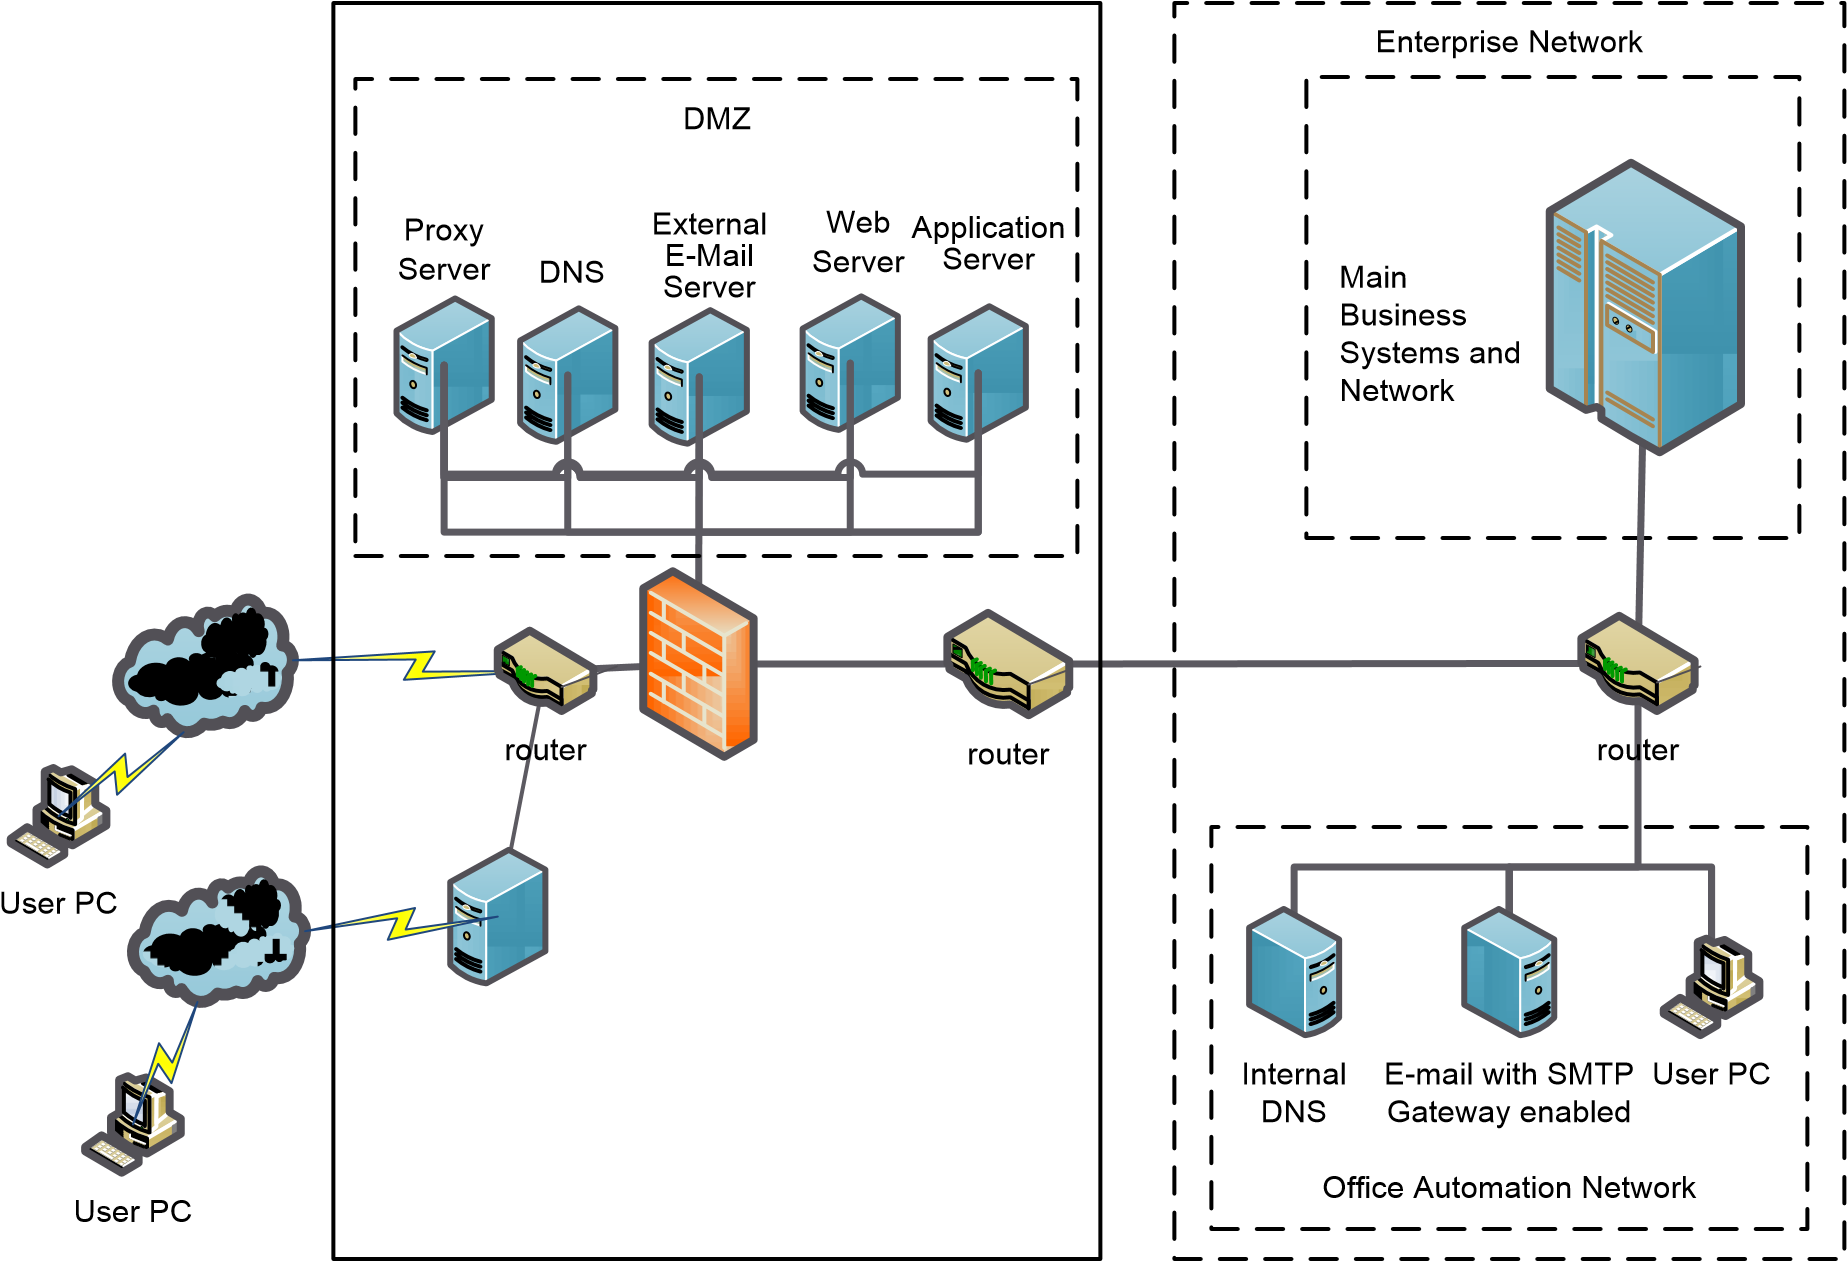 Enterprise Network
DMZ
Proxy
Server
DNS
External
E-Mail
Server
Web
Server
Application
Server
Main
Business
Systems and
Network
router
router
router
User PC
User PC
Internal
DNS
E-mail with SMTP
Gateway enabled
User PC
Office Automation Network